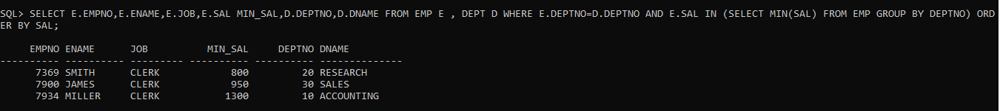 SQL> SELECT E.EMPNO,E.ENAME,E.JOB,E.SAL MIN_SAL,D.DEPTNO,D.DNAME FROM EMP E , DEPT D WHERE E.DEPTNO=D.DEPTNO AND E.SAL IN (SELECT MIN(SAL) FROM EMP GROUP BY DEPTNO) ORD
ER BY SAL;
     EMPNO ENAME      JOB          MIN_SAL     DEPTNO DNAME
---------- ---------- --------- ---------- ---------- --------------
      7369 SMITH      CLERK            800         20 RESEARCH
      7900 JAMES      CLERK            950         30 SALES
      7934 MILLER     CLERK           1300         10 ACCOUNTING